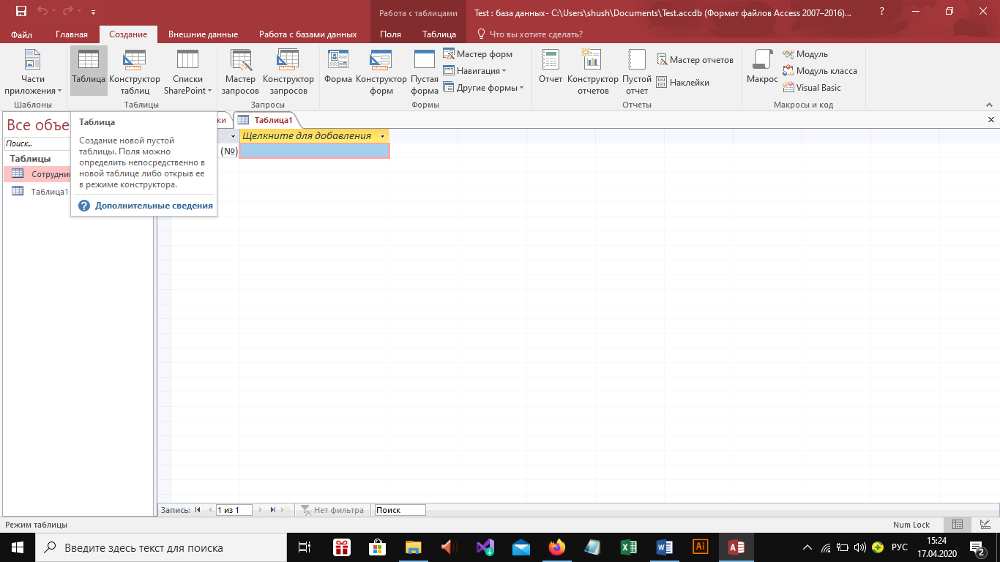 Работа с таблицами
Test : база данных- C:\Users\shush\Documents\Test.accdb (Формат файлов Access 2007–2016)...
?
Файл
Главная
Создание
Внешние данные
Работа с базами данных
Поля
Таблица
Что вы хотите сделать?
Части
приложения
Таблица
Конструктор
таблиц
Списки
SharePoint
Мастер
запросов
Конструктор
запросов
Форма
Конструктор
форм
Пустая
форма
Мастер форм
Навигация
Другие формы
Отчет
Конструктор
отчетов
Пустой
отчет
Мастер отчетов
Наклейки
Макрос
Модуль
Модуль класса
Visual Basic
Шаблоны
Таблицы
Запросы
Формы
Отчеты
Макросы и код
Все объе
Поиск...
Таблицы
Сотрудни
Таблица1
Таблица
Создание новой пустой
таблицы. Поля можно
определить непосредственно в
новой таблице либо открыв ее
в режиме конструктора.
? Дополнительные сведения
ки
Таблица1
Щелкните для добавления
(№)
Запись:
1 из 1
Нет фильтра
Поиск
Режим таблицы
Num Lock
Введите здесь текст для поиска
Ai
РУС
15:24
17.04.2020
2